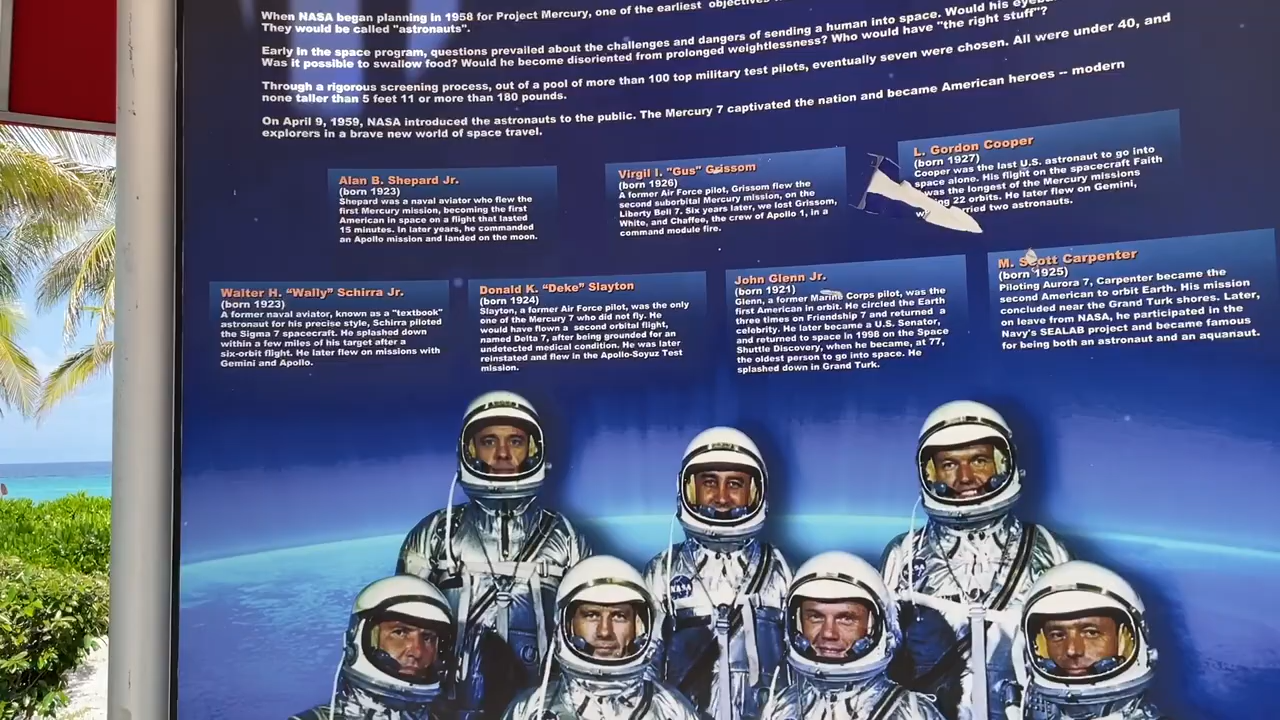 When NASA began planning in 1958 for Project Mercury, one of the earliest objectives
They would be called "astronauts".
Early in the space program, questions prevailed about the challenges and dangers of sending a human into space. Would his
Was it possible to swallow food? Would he become disoriented from prolonged weightlessness? Who would have "the right stuff"?
Through a rigorous screening process, out of a pool of more than 100 top military test pilots, eventually seven were chosen. All were under 40, and
none taller than 5 feet 11 or more than 180 pounds.
On April 9, 1959, NASA introduced the astronauts to the public. The Mercury 7 captivated the nation and became American heroes -- modern
explorers in a brave new world of space travel.
Alan B. Shepard Jr.
(born 1923)
Shepard was a naval aviator who flew the
first Mercury mission, becoming the first
American in space on a flight that lasted
15 minutes. In later years, he commanded
an Apollo mission and landed on the moon.
Virgil I. "Gus" Grissom
(born 1926)
A former Air Force pilot, Grissom flew the
second suborbital Mercury mission, on the
Liberty Bell 7. Six years later, we lost Grissom,
White, and Chaffee, the crew of Apollo 1, in a
command module fire.
L. Gordon Cooper
(born 1927)
Cooper was the last U.S. astronaut to go into
space alone. His flight on the spacecraft Faith
was the longest of the Mercury missions
22 orbits. He later flew on Gemini,
carried two astronauts.
Walter H. "Wally" Schirra Jr.
(born 1923)
A former naval aviator, known as a "textbook"
astronaut for his precise style, Schirra piloted
the Sigma 7 spacecraft. He splashed down
within a few miles of his target after a
six-orbit flight. He later flew on missions with
Gemini and Apollo.
Donald K. "Deke" Slayton
(born 1924)
Slayton, a former Air Force pilot, was the only
one of the Mercury 7 who did not fly. He
would have flown a second orbital flight,
named Delta 7, after being grounded for an
undetected medical condition. He was later
reinstated and flew in the Apollo-Soyuz Test
mission.
John Glenn Jr.
(born 1921)
Glenn, a former Marine Corps pilot, was the
first American in orbit. He circled the Earth
three times on Friendship 7 and returned a
celebrity. He later became a U.S. Senator,
and returned to space in 1998 on the Space
Shuttle Discovery, when he became, at 77,
the oldest person to go into space. He
splashed down in Grand Turk.
M. Scott Carpenter
(born 1925)
Piloting Aurora 7, Carpenter became the
second American to orbit Earth. His mission
concluded near the Grand Turk shores. Later,
on leave from NASA, he participated in the
Navy's SEALAB project and became famous
for being both an astronaut and an aquanaut.
NASA